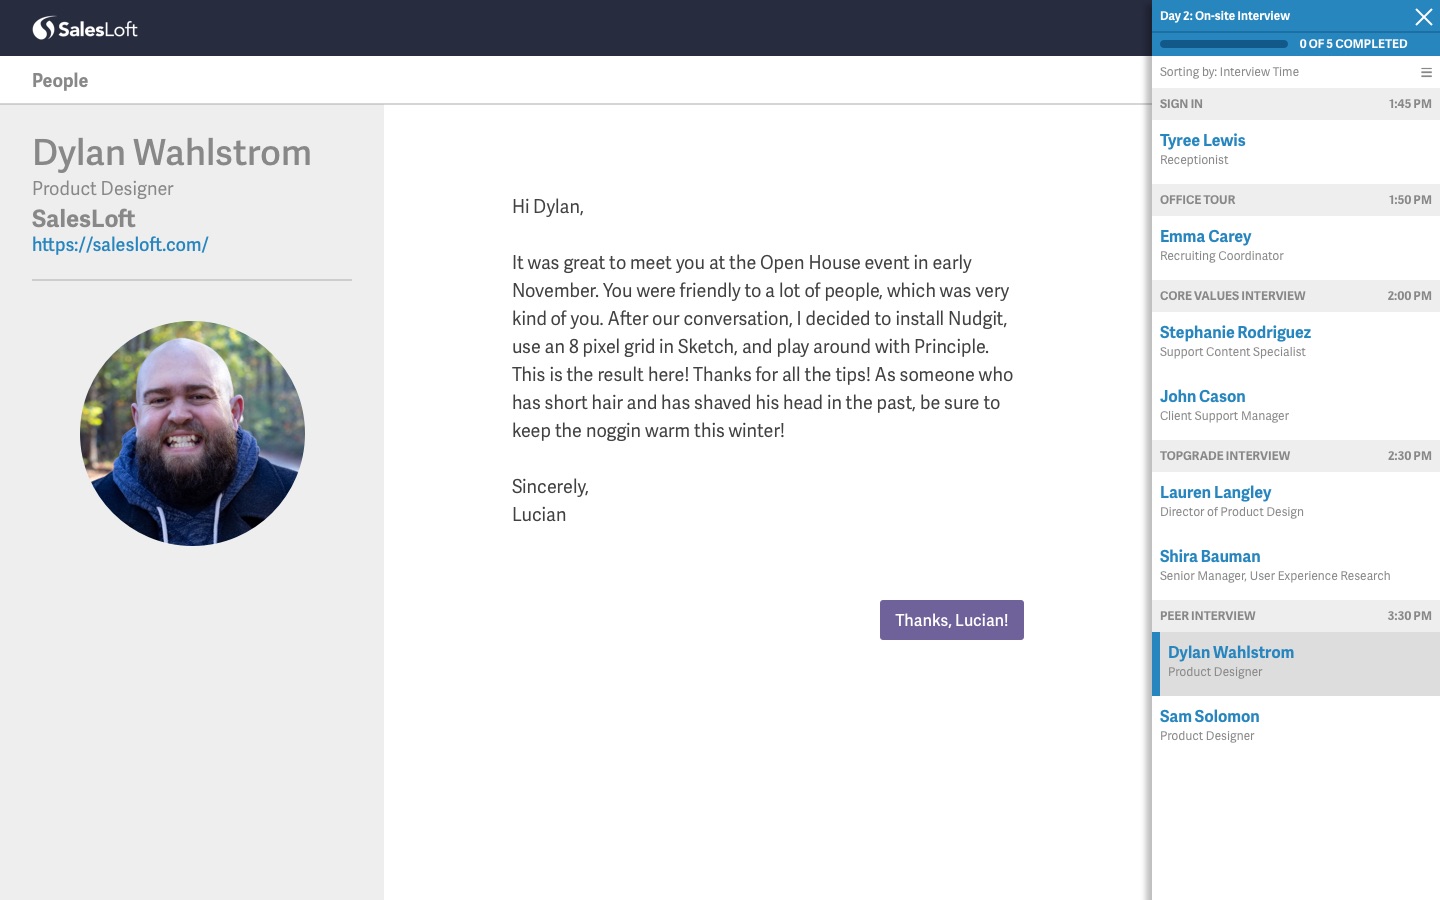 SalesLoft
People
Dylan Wahlstrom
Product Designer
SalesLoft
https://salesloft.com/
Hi Dylan,
It was great to meet you at the Open House event in early
November. You were friendly to a lot of people, which was very
kind of you. After our conversation, I decided to install Nudgit,
use an 8 pixel grid in Sketch, and play around with Principle.
This is the result here! Thanks for all the tips! As someone who
has short hair and has shaved his head in the past, be sure to
keep the noggin warm this winter!
Sincerely,
Lucian
Thanks, Lucian!
Day 2: On-site Interview
0 OF 5 COMPLETED
Sorting by: Interview Time
SIGN IN 1:45 PM
Tyree Lewis
Receptionist
OFFICE TOUR 1:50 PM
Emma Carey
Recruiting Coordinator
CORE VALUES INTERVIEW 2:00 PM
Stephanie Rodriguez
Support Content Specialist
John Cason
Client Support Manager
TOPGRADE INTERVIEW 2:30 PM
Lauren Langley
Director of Product Design
Shira Bauman
Senior Manager, User Experience Research
PEER INTERVIEW 3:30 PM
Dylan Wahlstrom
Product Designer
Sam Solomon
Product Designer